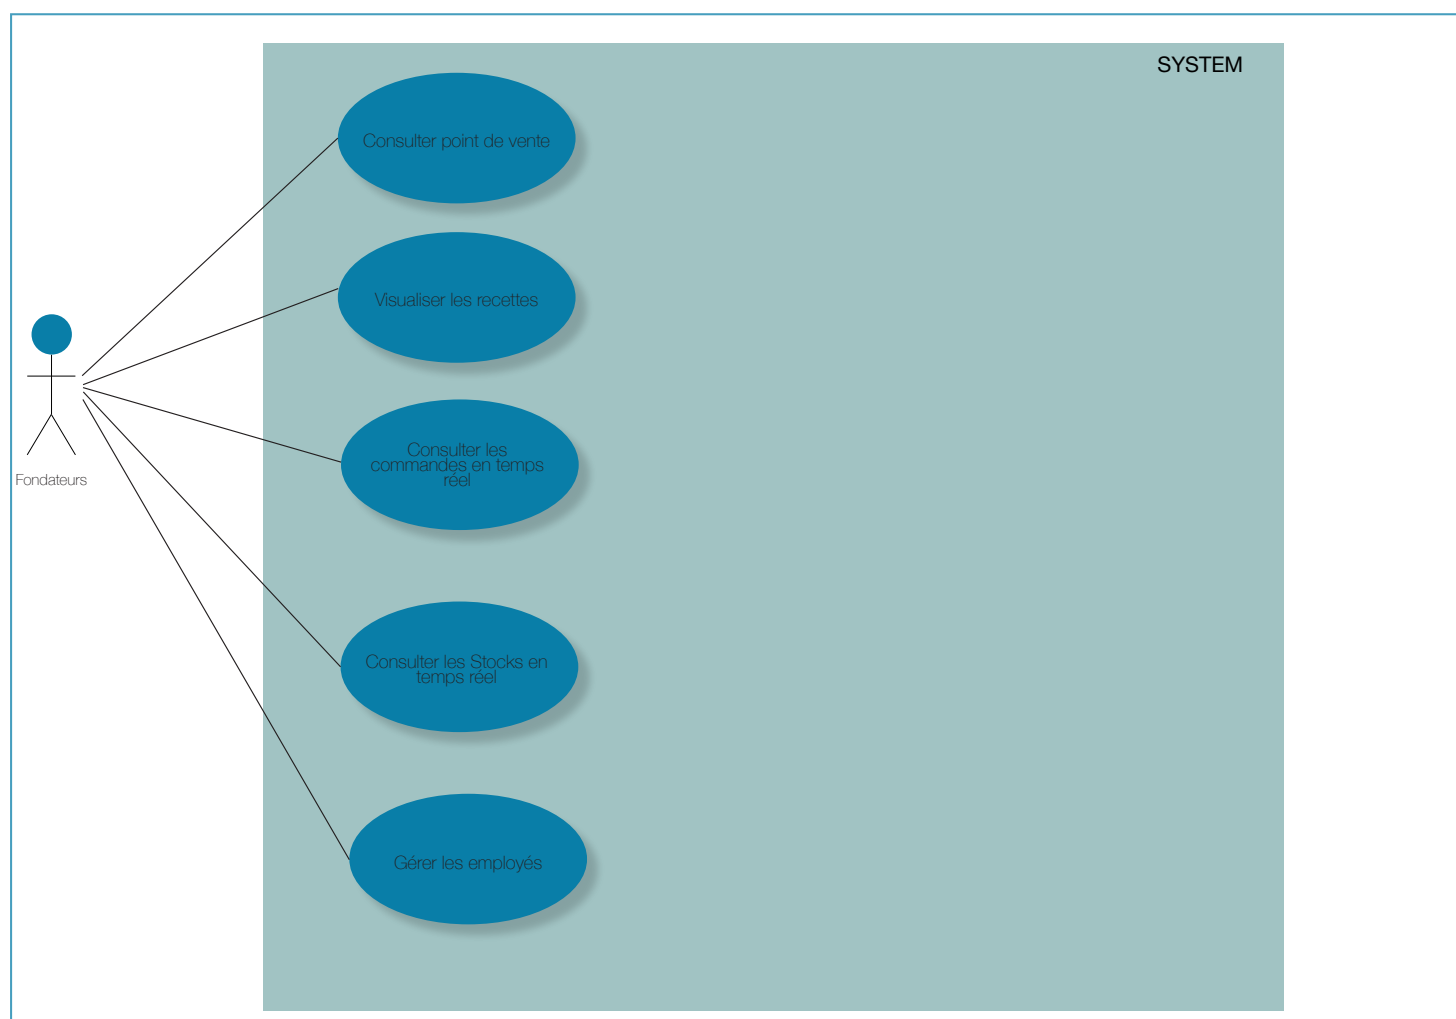 SYSTEM
Consulter point de vente
Visualiser les recettes
Consulter les
commandes en temps
réel
Fondateurs
Consulter les Stocks en
temps réel
Gérer les employés